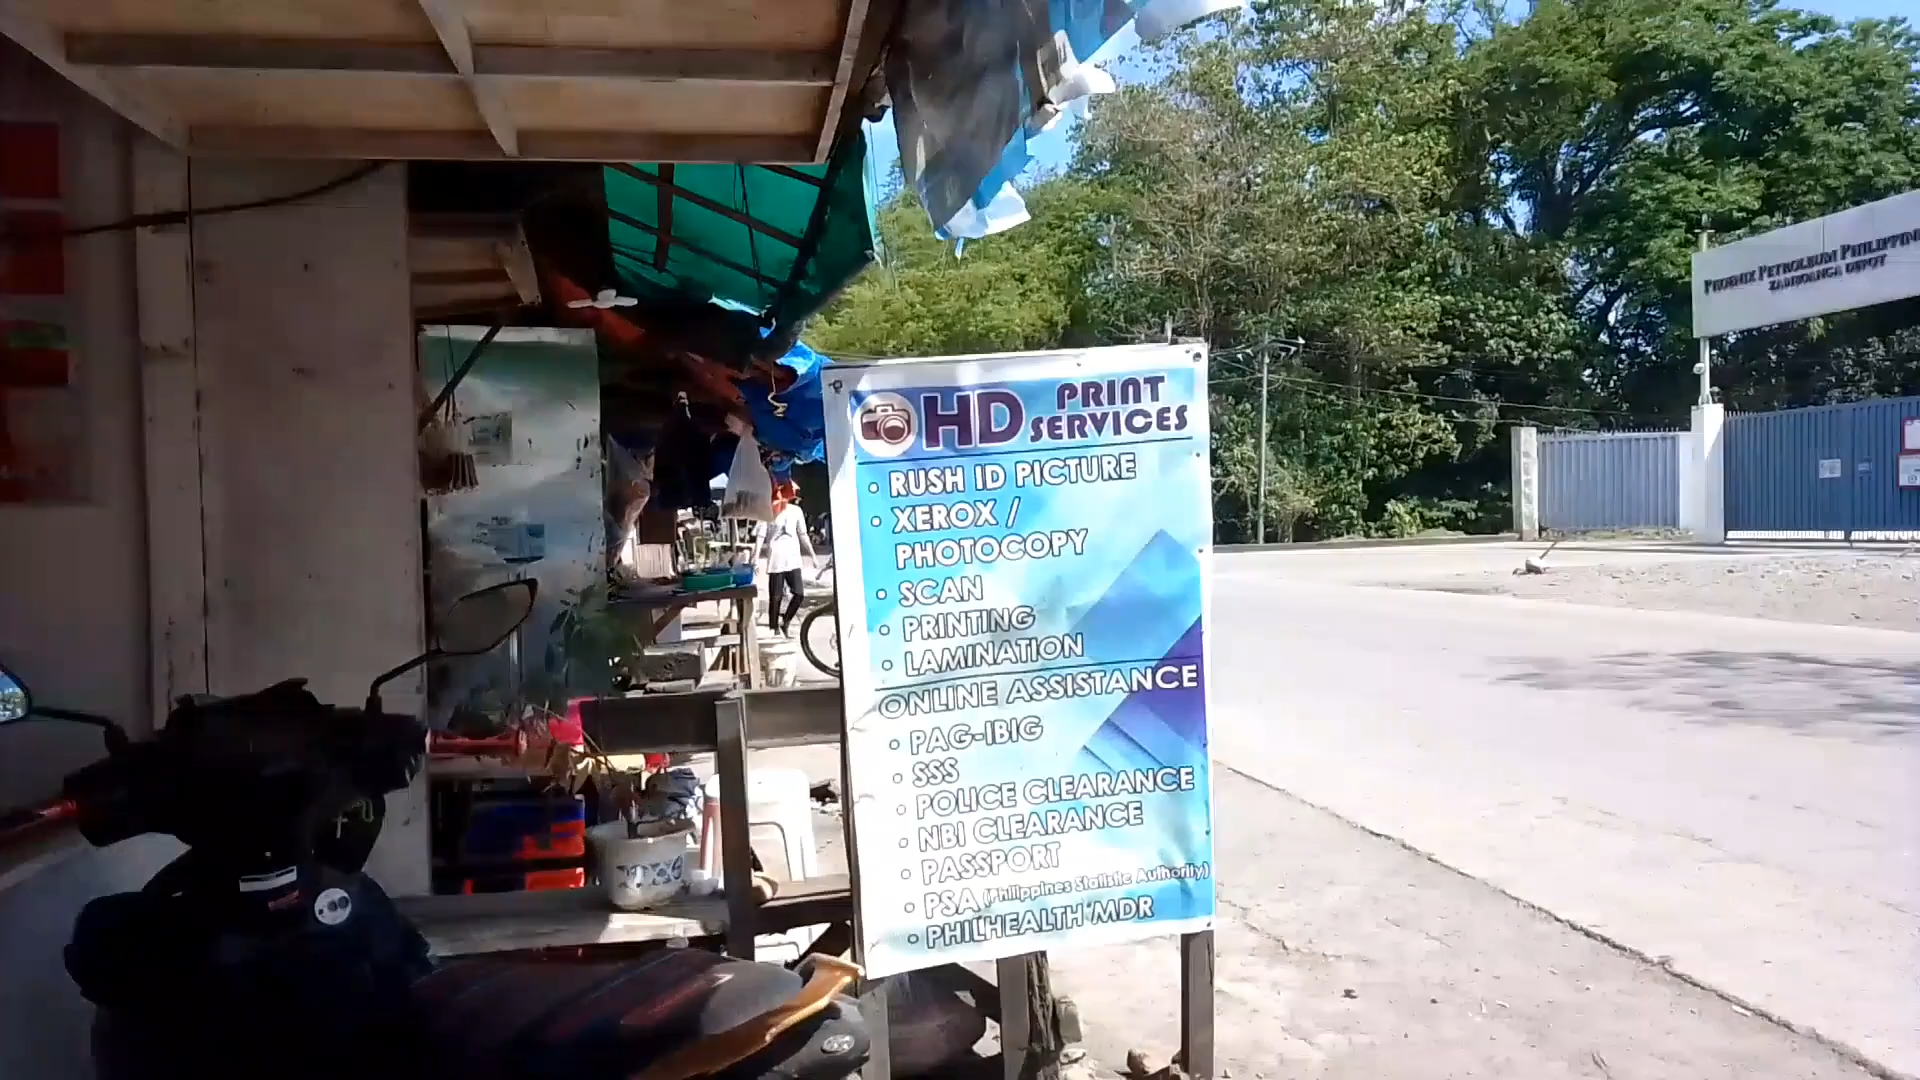 HD PRINT
SERVICES
• RUSH ID PICTURE
• XEROX /
PHOTOCOPY
• SCAN
• PRINTING
• LAMINATION
ONLINE ASSISTANCE
• PAG-IBIG
• SSS
• POLICE CLEARANCE
• NBI CLEARANCE
• PASSPORT
• PSA (Philippines Statistic Authority)
• PHILHEALTH MDR
PHOENIX PETROLEUM
ZAMBOANGA DEPOT